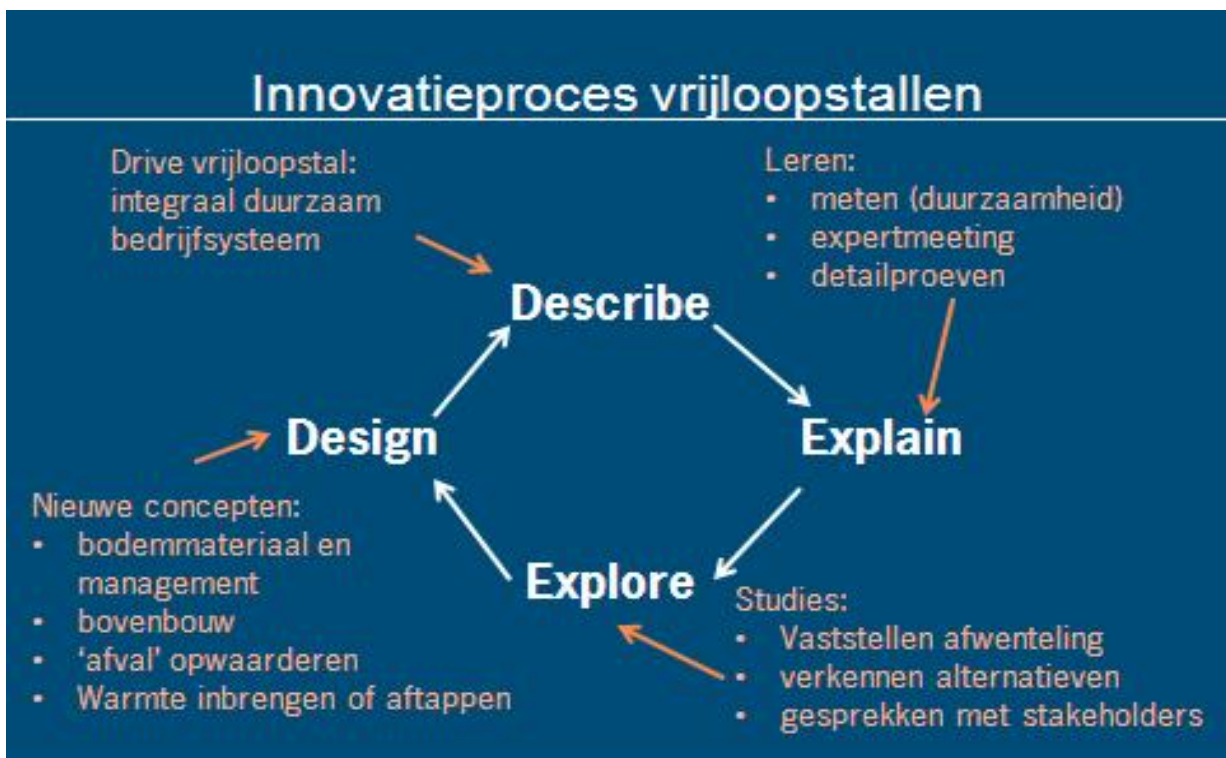 Innovatieproces vrijloopstallen
Drive vrijloopstal:
integraal duurzaam
bedrijfsysteem
Leren:
• meten (duurzaamheid)
• expertmeeting
• detailproeven
Describe
Design
Explain
Nieuwe concepten:
• bodemmateriaal en
management
• bovenbouw
• ‘afval’ opwaarderen
• Warmte inbrengen of aftappen
Explore
Studies:
• Vaststellen afwenteling
• verkennen alternatieven
• gesprekken met stakeholders